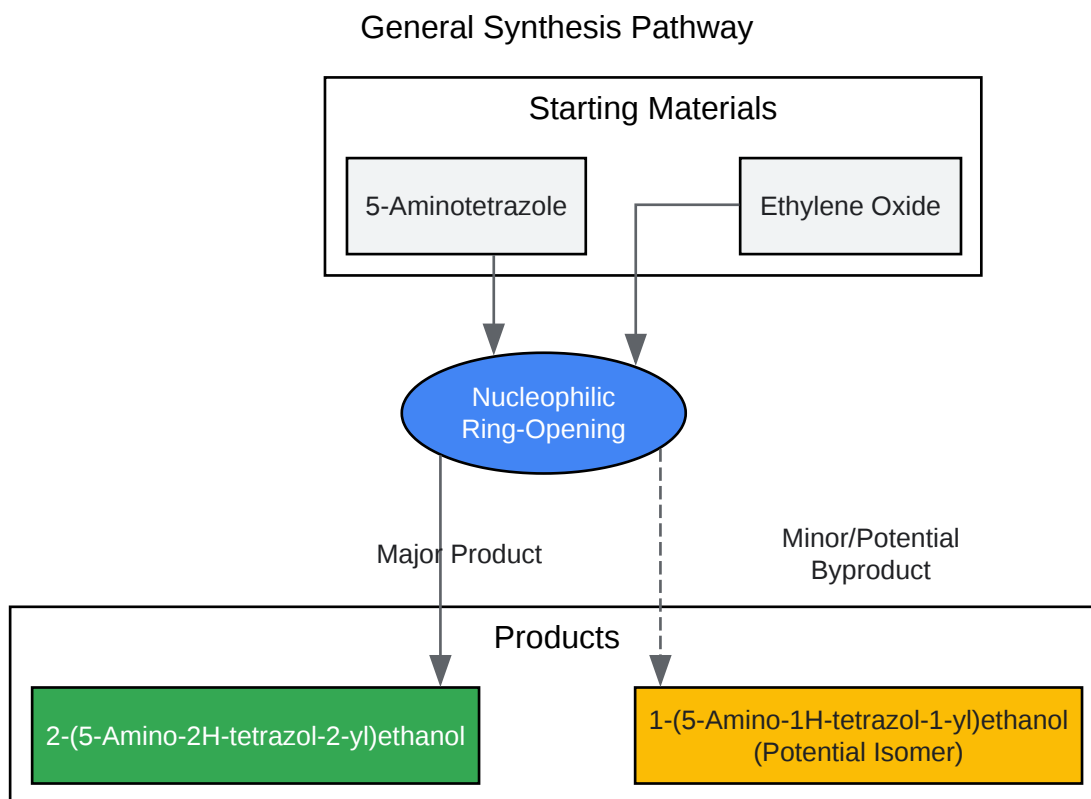 General Synthesis Pathway
Starting Materials
5-Aminotetrazole
Ethylene Oxide
Nucleophilic
Ring-Opening
Major Product
Minor/Potential
Byproduct
Products
2-(5-Amino-2H-tetrazol-2-yl)ethanol
1-(5-Amino-1H-tetrazol-1-yl)ethanol
(Potential Isomer)